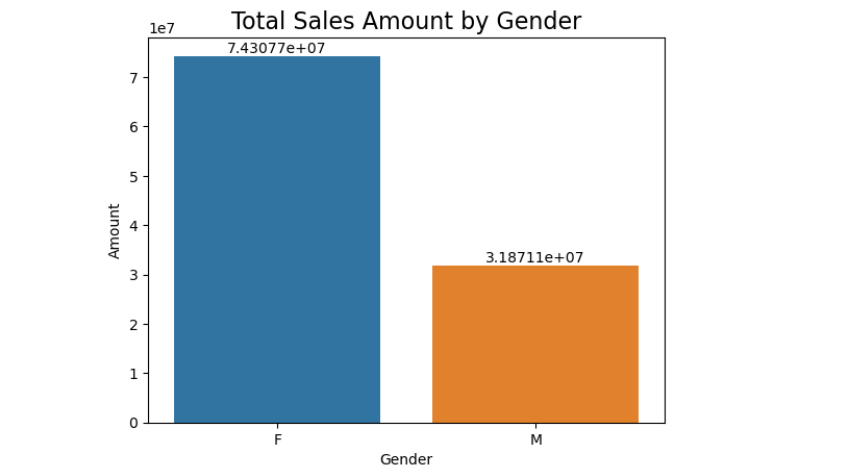 Total Sales Amount by Gender
1e7
7.43077e+07
7
6
5
4
3.18711e+07
3
2
1
0
Amount
F
M
Gender